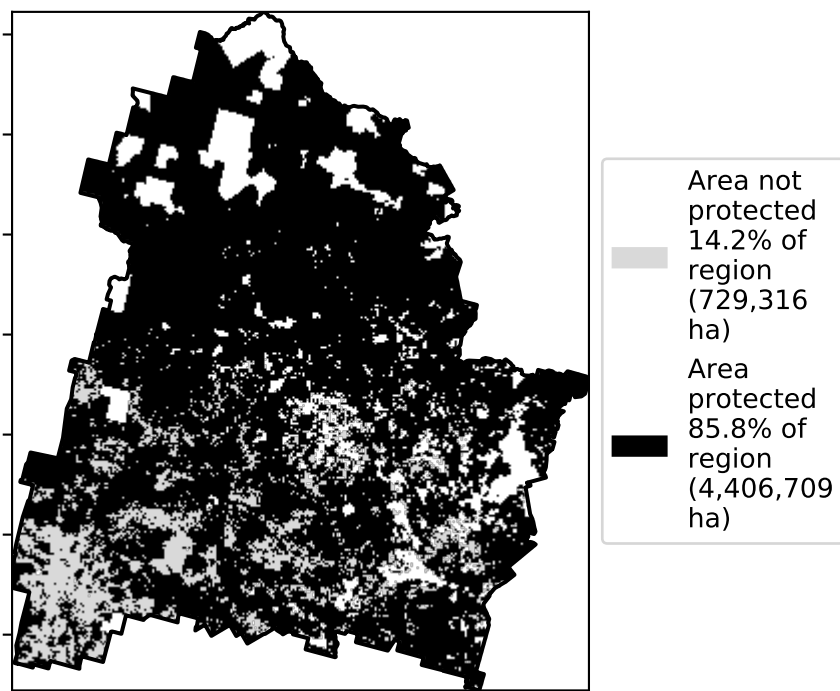 Area not
protected
14.2% of
region
(729,316
ha)
Area
protected
85.8% of
region
(4,406,709
ha)